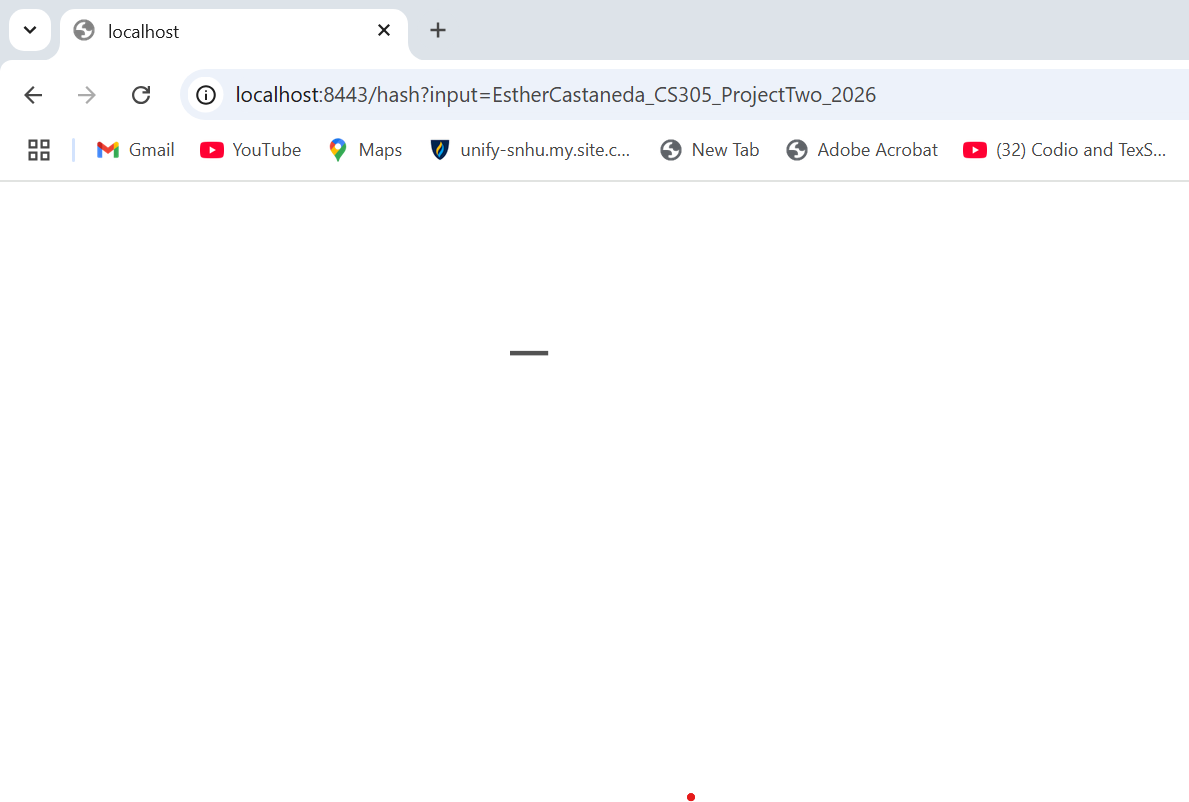 localhost
localhost:8443/hash?input=EstherCastaneda_CS305_ProjectTwo_2026
Gmail YouTube Maps unify-snhu.my.site.c... New Tab Adobe Acrobat (32) Codio and TexS...